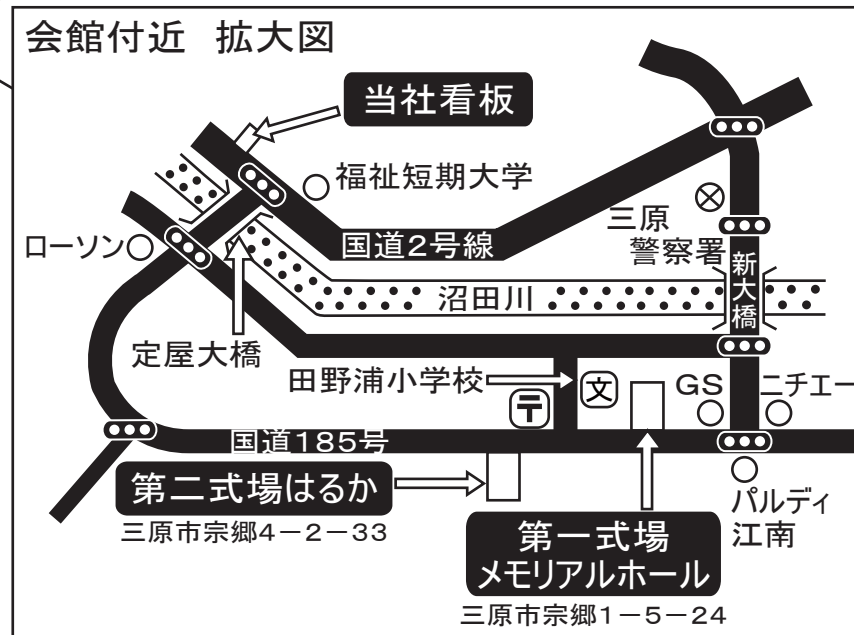 会館付近 拡大図
当社看板
福祉短期大学
三原
警察署
ローソン
国道2号線
新大橋
沼田川
定屋大橋
田野浦小学校
文
GS
ニチエー
国道185号
第二式場はるか
三原市宗郷4-2-33
パルディ
江南
第一式場
メモリアルホール
三原市宗郷1-5-24